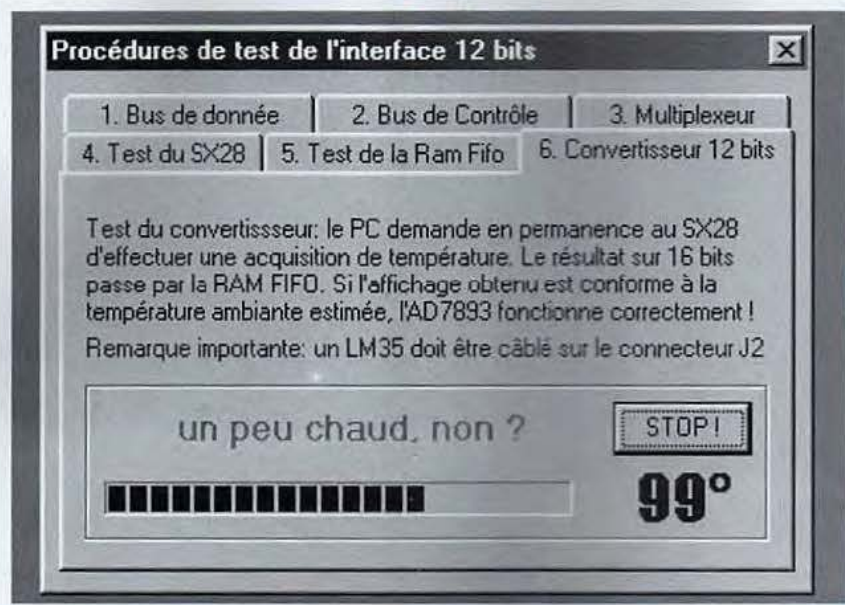 Procédures de test de l'interface 12 bits
1. Bus de donnée 2. Bus de Contrôle 3. Multiplexeur
4. Test du SX28 5. Test de la Ram Fifo 6. Convertisseur 12 bits
Test du convertissseur: le PC demande en permanence au SX28
d'effectuer une acquisition de température. Le résultat sur 16 bits
passe par la RAM FIFO. Si l'affichage obtenu est conforme à la
température ambiante estimée, l'AD7893 fonctionne correctement !
Remarque importante: un LM35 doit être câblé sur le connecteur J2
un peu chaud, non ?
STOP!
99°